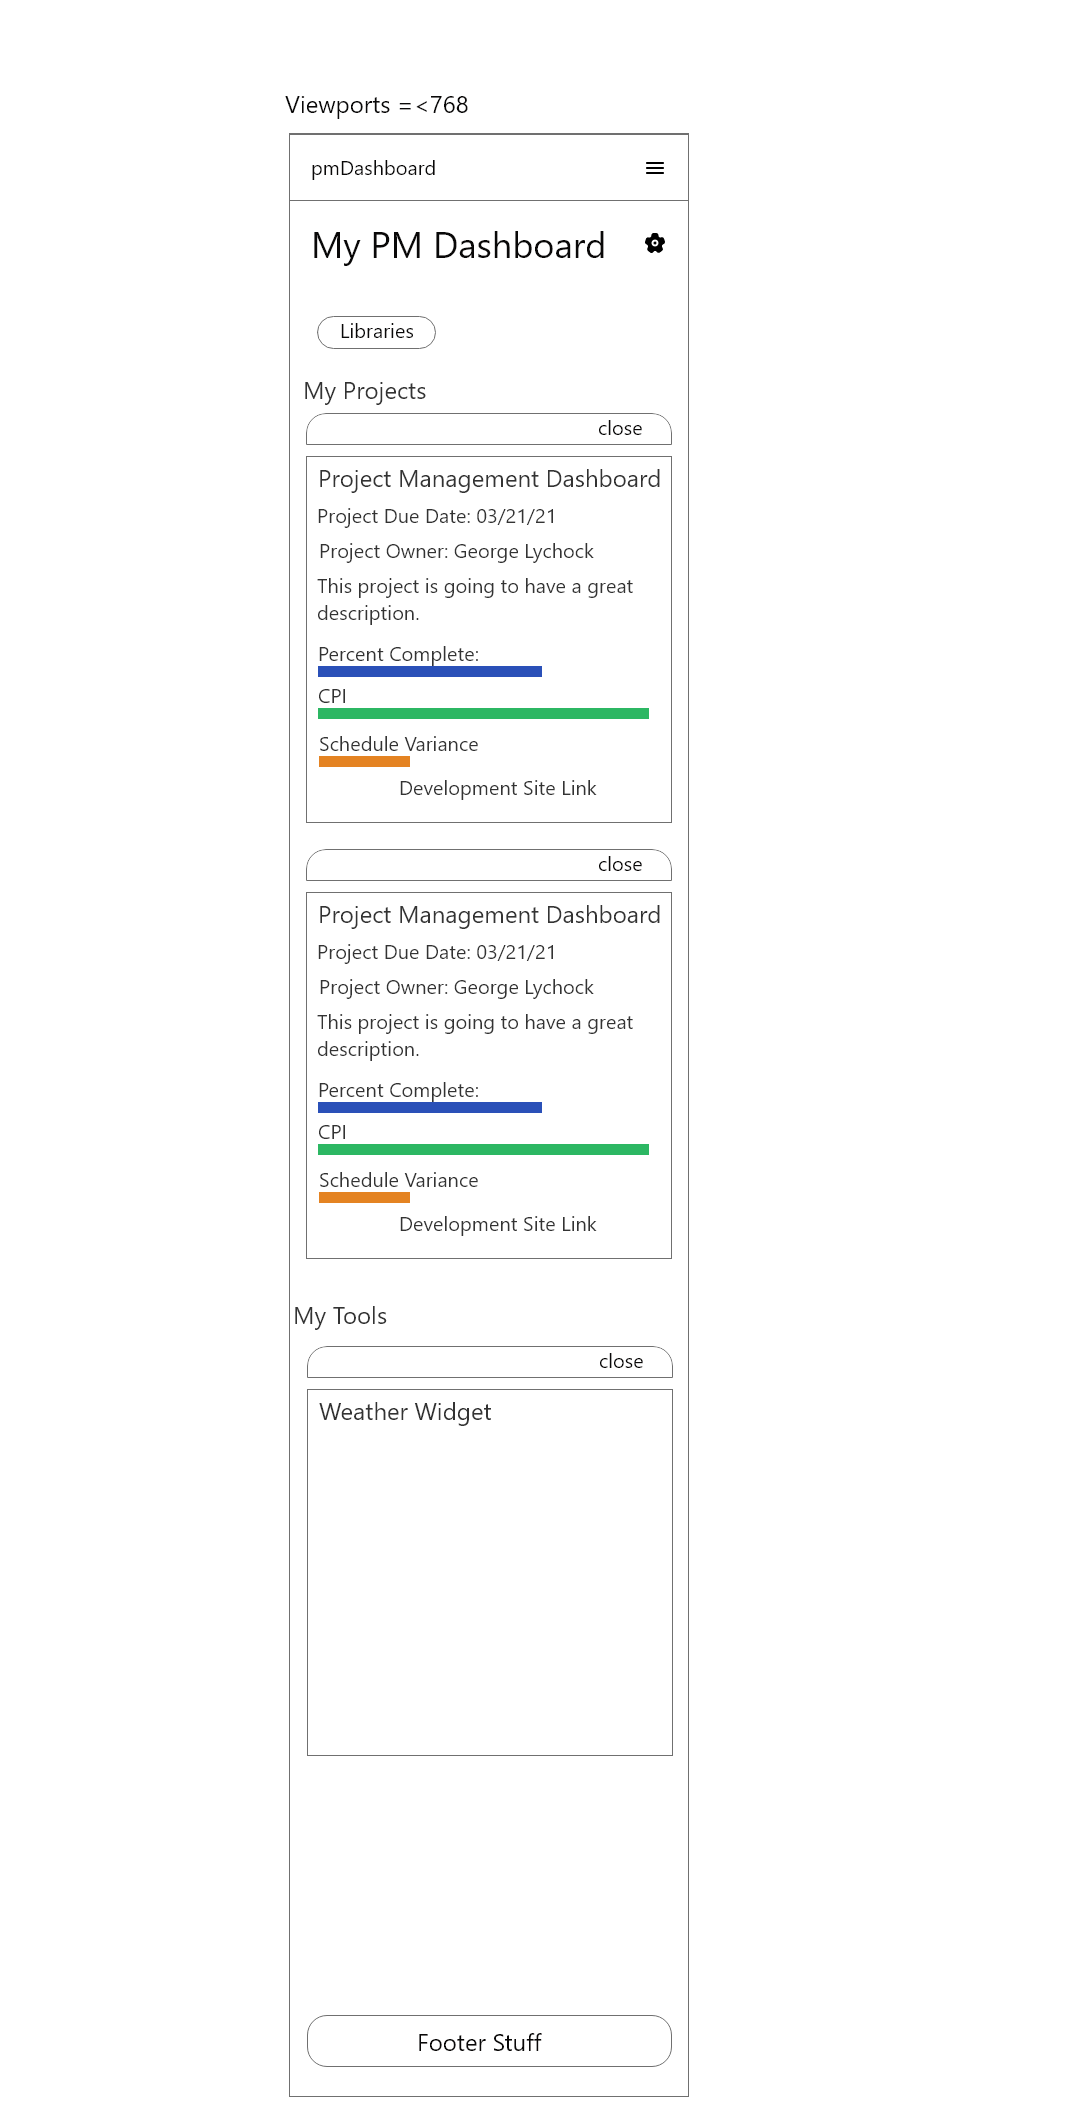 Viewports =<768
pmDashboard
My PM Dashboard
Libraries
My Projects
close
Project Management Dashboard
Project Due Date: 03/21/21
Project Owner: George Lychock
This project is going to have a great
description.
Percent Complete:
CPI
Schedule Variance
Development Site Link
close
Project Management Dashboard
Project Due Date: 03/21/21
Project Owner: George Lychock
This project is going to have a great
description.
Percent Complete:
CPI
Schedule Variance
Development Site Link
My Tools
close
Weather Widget
Footer Stuff